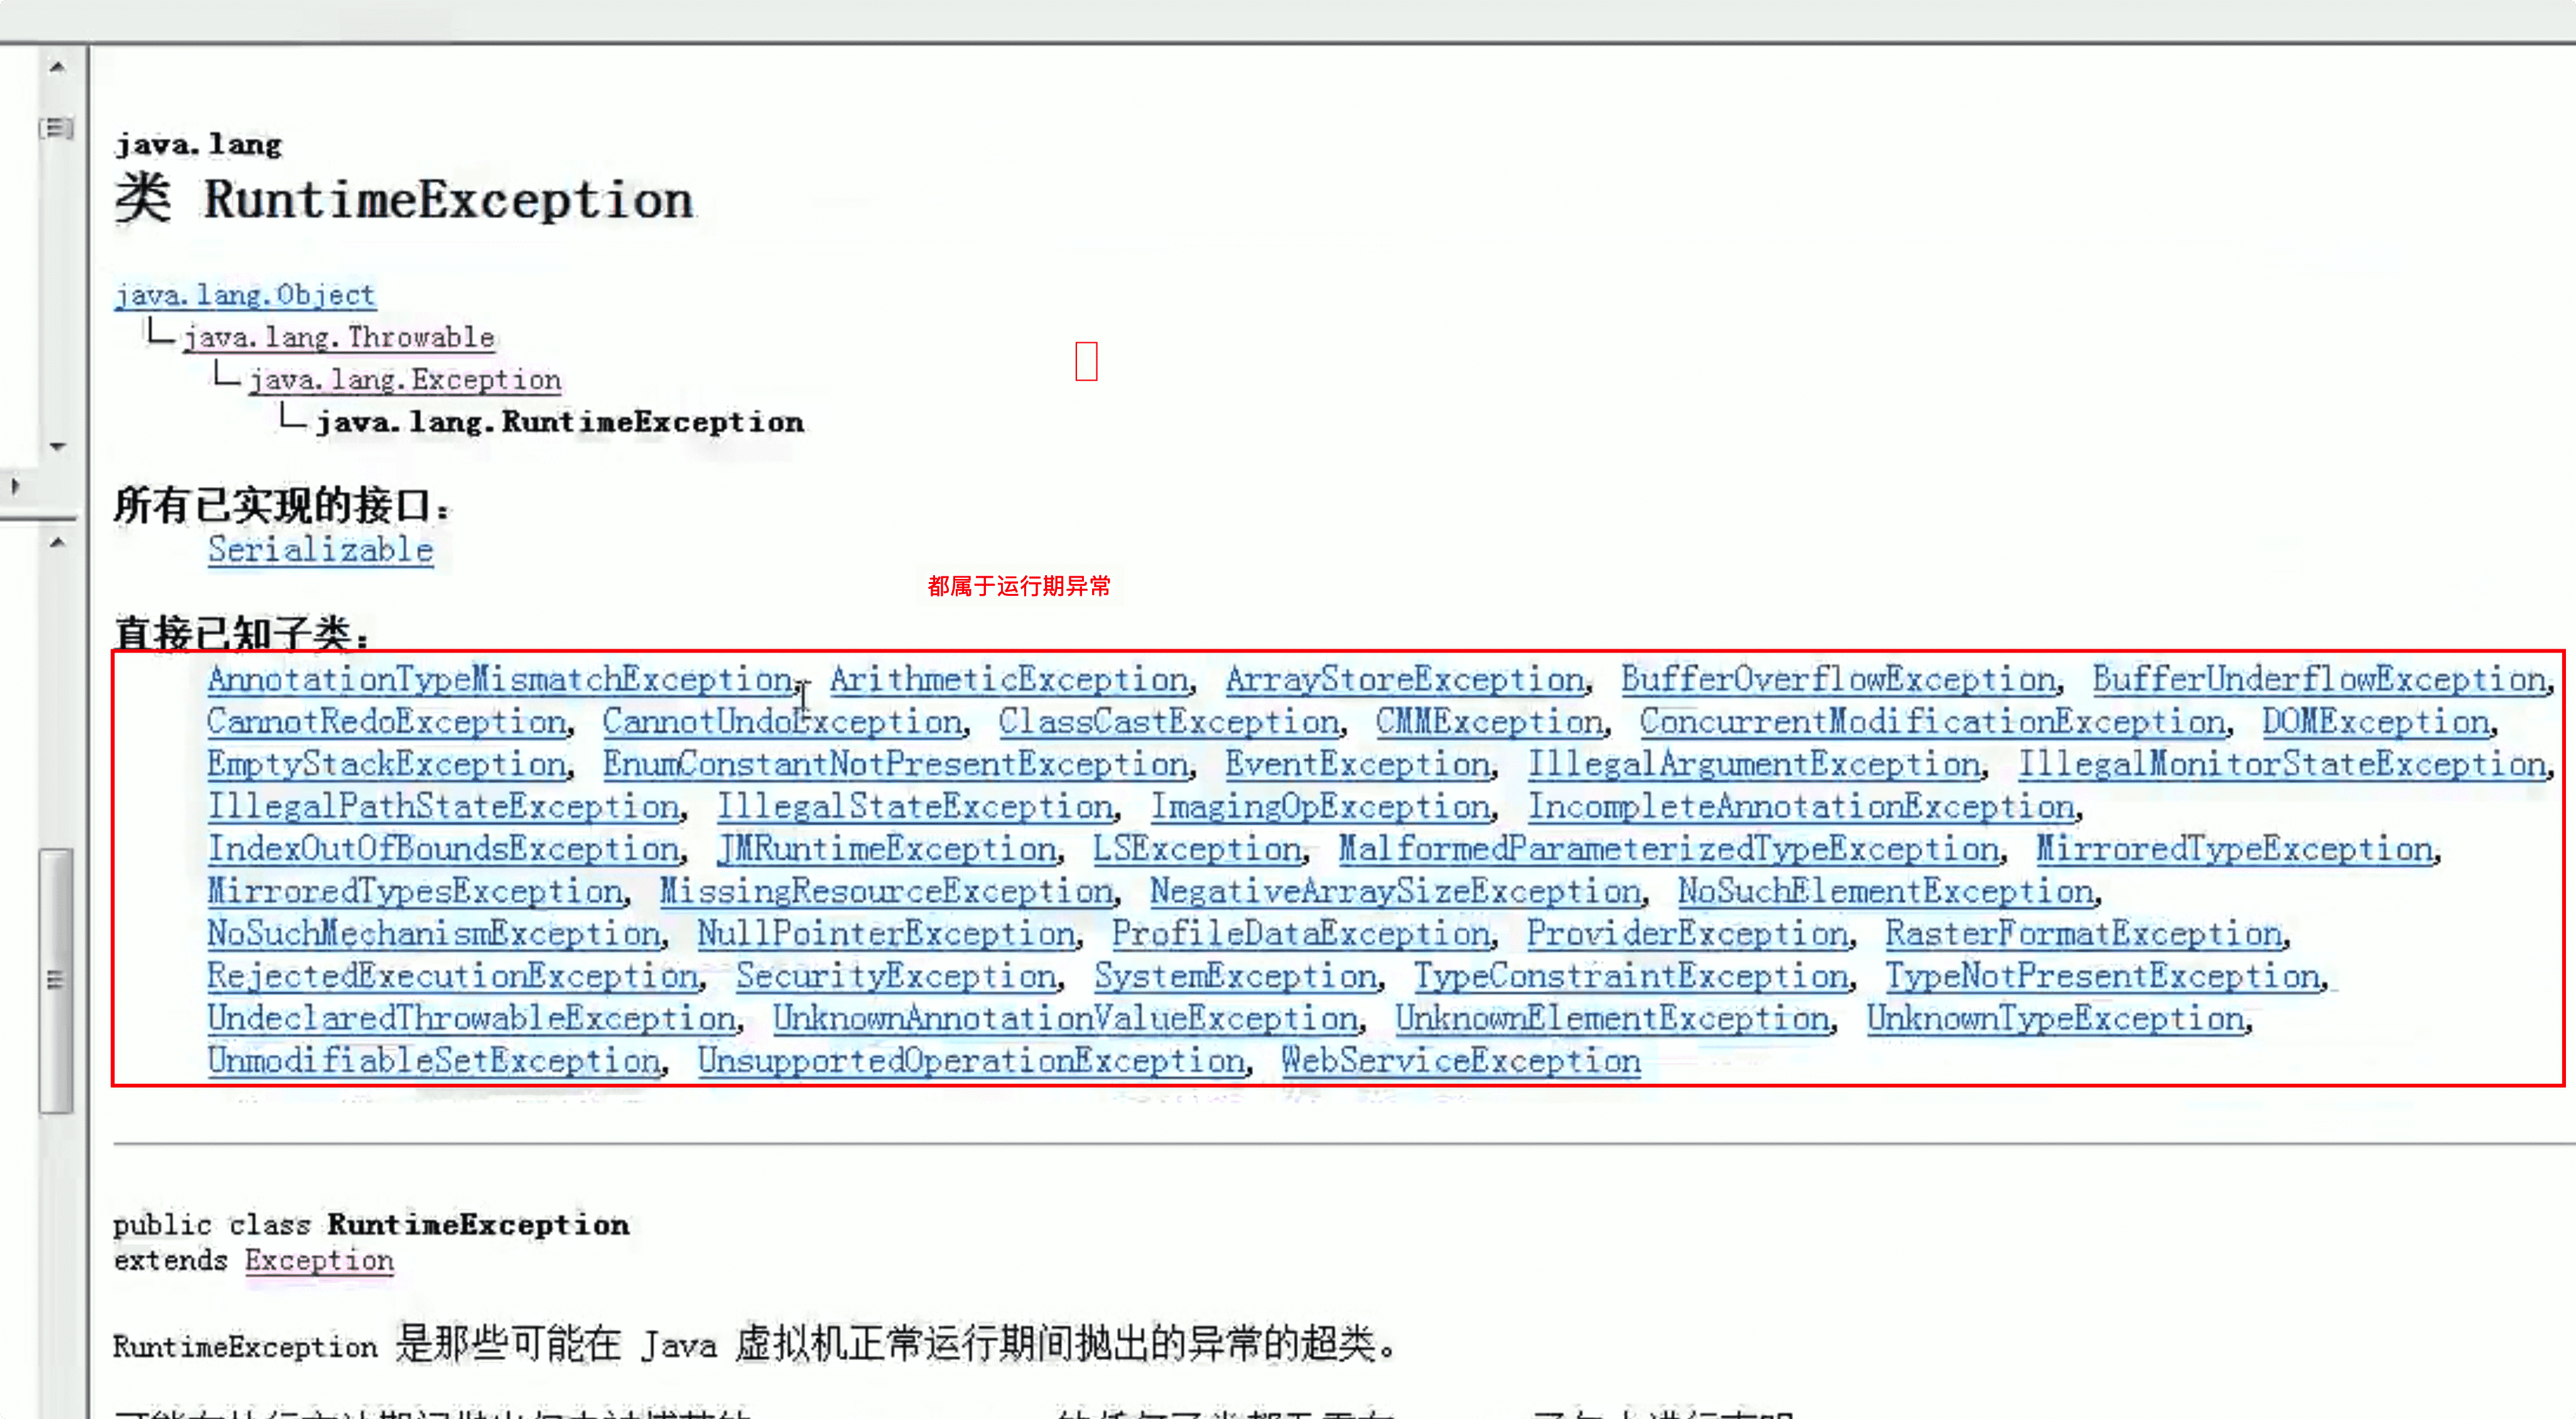 java.lang
类 RuntimeException
java.lang.Object
java.lang.Throwable
java.lang.Exception
java.lang.RuntimeException
所有已实现的接口：
Serializable
都属于运行期异常
直接已知子类：
AnnotationTypeMismatchException, ArithmeticException, ArrayStoreException, BufferOverflowException, BufferUnderflowException,
CannotRedoException, CannotUndoException, ClassCastException, CMMException, ConcurrentModificationException, DOMException,
EmptyStackException, EnumConstantNotPresentException, EventException, IllegalArgumentException, IllegalMonitorStateException,
IllegalPathStateException, IllegalStateException, ImagingOpException, IncompleteAnnotationException,
IndexOutOfBoundsException, JMRuntimeException, LSException, MalformedParameterizedTypeException, MirroredTypeException,
MirroredTypesException, MissingResourceException, NegativeArraySizeException, NoSuchElementException,
NoSuchMechanismException, NullPointerException, ProfileDataException, ProviderException, RasterFormatException,
RejectedExecutionException, SecurityException, SystemException, TypeConstraintException, TypeNotPresentException,
UndeclaredThrowableException, UnknownAnnotationValueException, UnknownElementException, UnknownTypeException,
UnmodifiableSetException, UnsupportedOperationException, WebServiceException
public class RuntimeException
extends Exception
RuntimeException 是那些可能在 Java 虚拟机正常运行期间抛出的异常的超类。